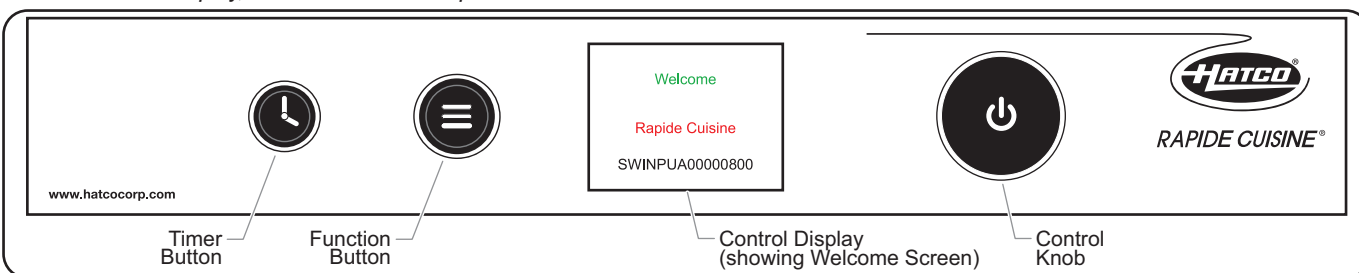 Welcome
Rapide Cuisine
SWINPUA00000800
HATCO®
RAPIDE CUISINE®
www.hatcocorp.com
Timer
Button
Function
Button
Control Display
(showing Welcome Screen)
Control
Knob